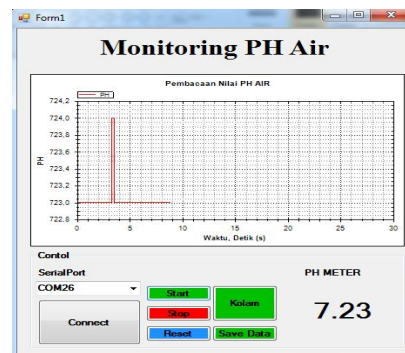 Form1
Monitoring PH Air
Pembacaan Nilai PH AIR
PH
724,2
724,0
723,8
723,6
723,4
723,2
723,0
722,8
PH
0 5 10 15 20 25 30
Waktu, Detik (s)
Contol
SerialPort
PH METER
COM26
Start
Kolam
7.23
Stop
Connect
Reset
Save Data